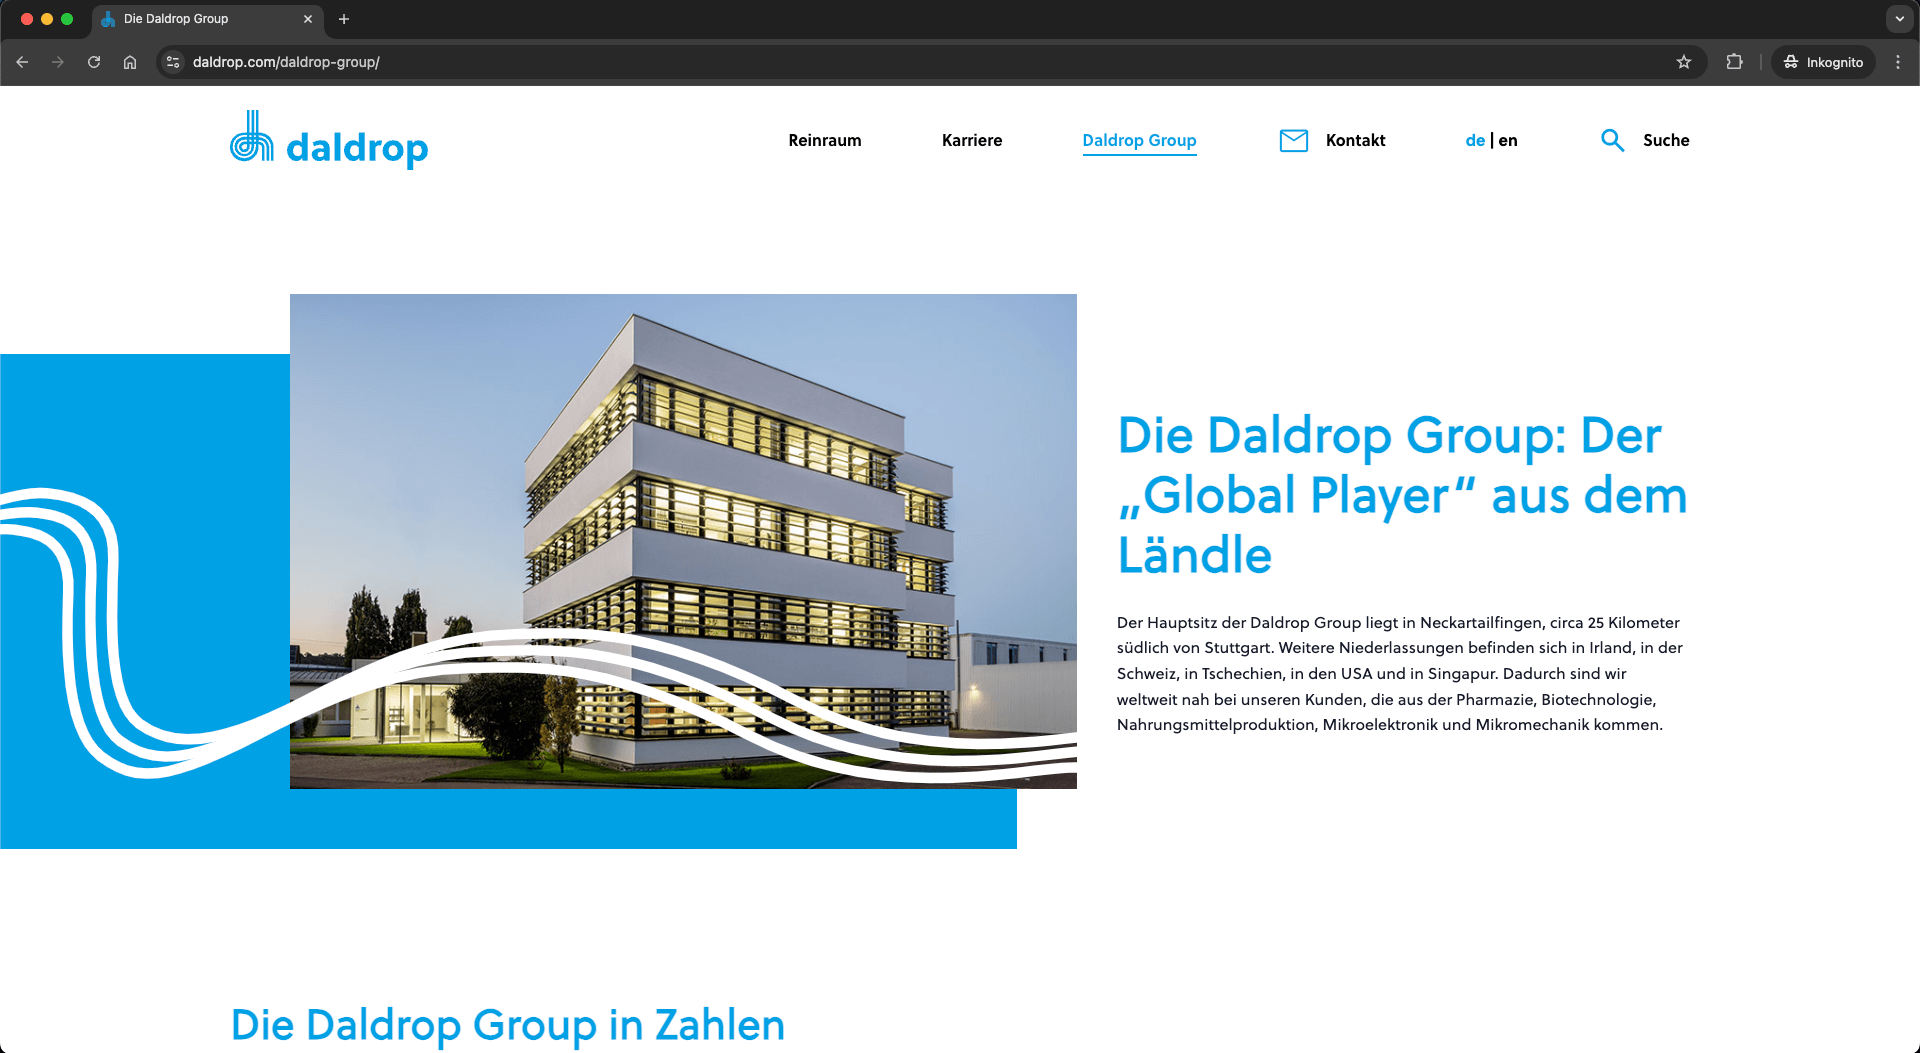 Die Daldrop Group
daldrop.com/daldrop-group/
Inkognito
daldrop
Reinraum
Karriere
Daldrop Group
Kontakt
de | en
Suche
Die Daldrop Group: Der
„Global Player“ aus dem
Ländle
Der Hauptsitz der Daldrop Group liegt in Neckartailfingen, circa 25 Kilometer
südlich von Stuttgart. Weitere Niederlassungen befinden sich in Irland, in der
Schweiz, in Tschechien, in den USA und in Singapur. Dadurch sind wir
weltweit nah bei unseren Kunden, die aus der Pharmazie, Biotechnologie,
Nahrungsmittelproduktion, Mikroelektronik und Mikromechanik kommen.
Die Daldrop Group in Zahlen